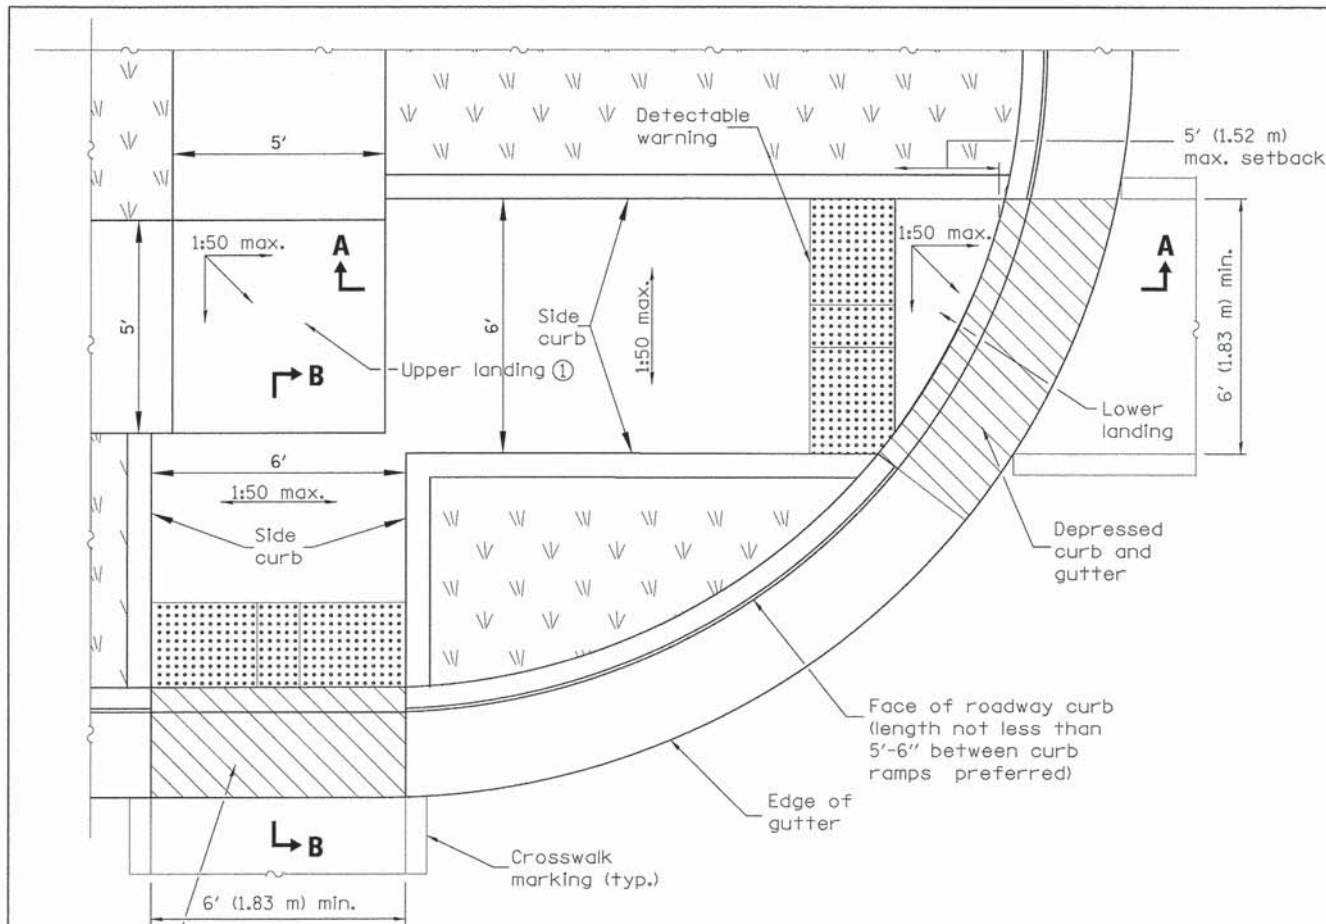 Detectable
warning
5' (1.52 m)
max. setback
5'
1:50 max.
A
1:50 max.
A
5'
6'
Side
curb
1:50 max.
6' (1.83 m) min.
B
Upper landing ①
Lower
landing
6'
1:50 max.
Side
curb
Depressed
curb and
gutter
Face of roadway curb
(length not less than
5'-6" between curb
ramps preferred)
Edge of
gutter
B
Crosswalk
marking (typ.)
6' (1.83 m) min.